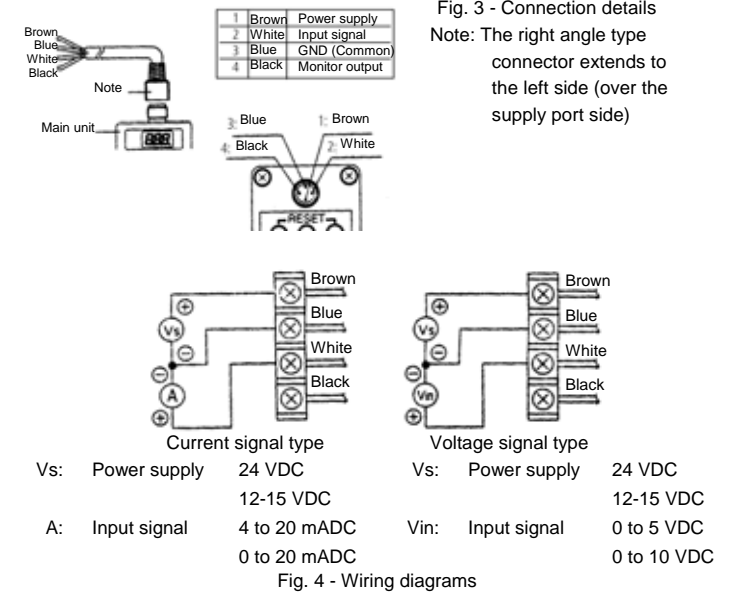 Fig. 3 - Connection details
Note: The right angle type
connector extends to
the left side (over the
supply port side)
Brown
Blue
White
Black
Note
Main unit
1 Brown Power supply
2 White Input signal
3 Blue GND (Common)
4 Black Monitor output
3: Blue
1: Brown
4: Black
2: White
RESET
Brown
Blue
White
Black
Vs
A
Current signal type
Brown
Blue
White
Black
Vs
Vin
Voltage signal type
Vs: Power supply 24 VDC
12-15 VDC
A: Input signal 4 to 20 mADC
0 to 20 mADC
Vs: Power supply 24 VDC
12-15 VDC
Vin: Input signal 0 to 5 VDC
0 to 10 VDC
Fig. 4 - Wiring diagrams